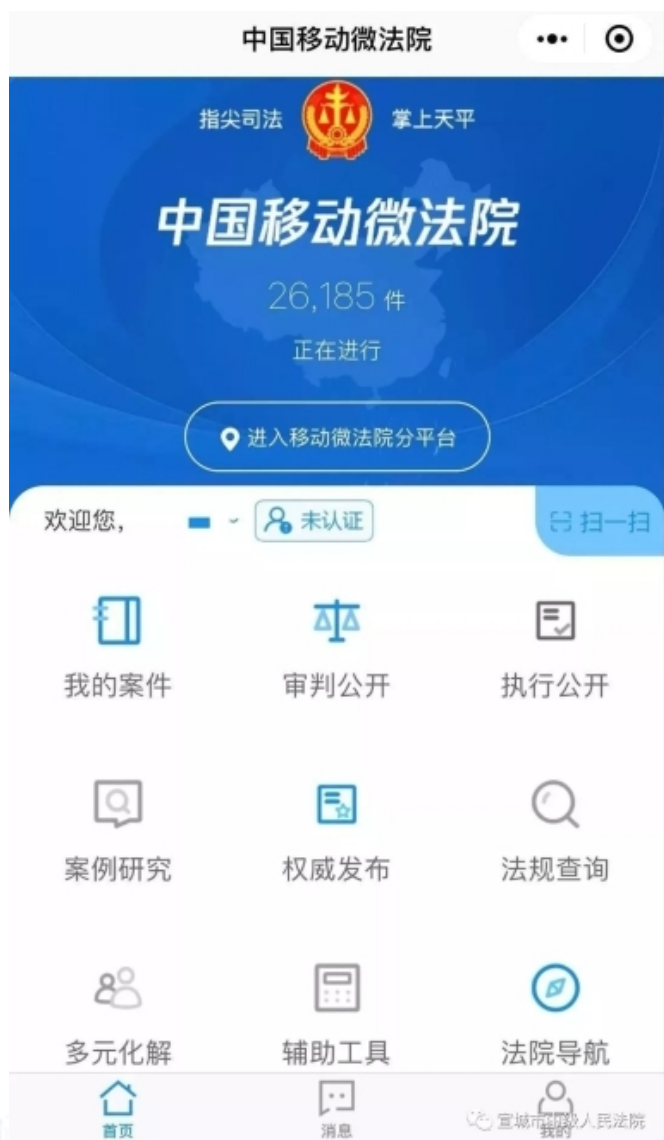 中国移动微法院
指尖司法 掌上天平
中国移动微法院
26,185 件
正在进行
进入移动微法院分平台
欢迎您, 未认证 扫一扫
我的案件 审判公开 执行公开
案例研究 权威发布 法规查询
多元化解 辅助工具 法院导航
首页 消息 我的
宣城市中级人民法院